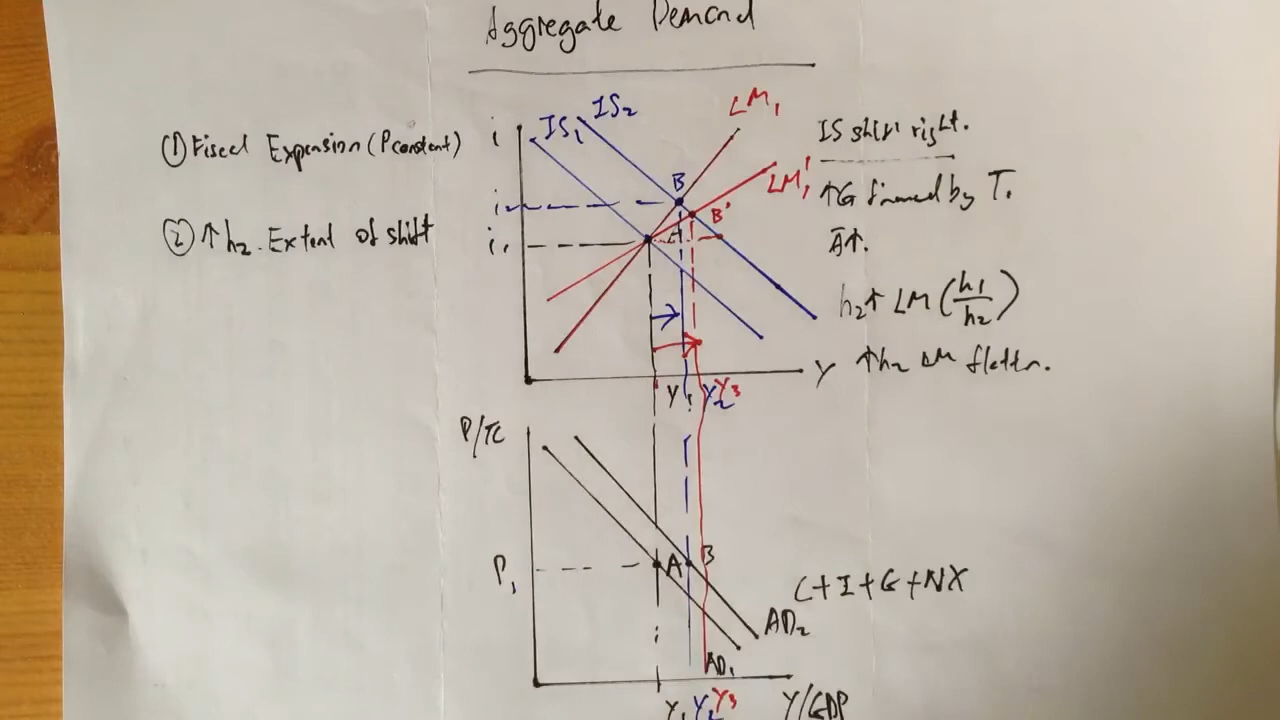 Aggregate Demand
① Fiscal Expansion (P constant)
② ↑h₂. Extent of shift
i
IS₁
IS₂
LM₁
LM₁'
B
B'
i₂
i₁
Y₁
Y₂
Y₃
Y
IS shift right.
↑G financed by T.
Ā↑.
h₂↑ LM (h₁/h₂)
↑h₂ LM flatter.
P/TC
P₁
A
B
C+I+G+NX
AD₂
AD₁
Y₁
Y₂
Y₃
Y/GDP